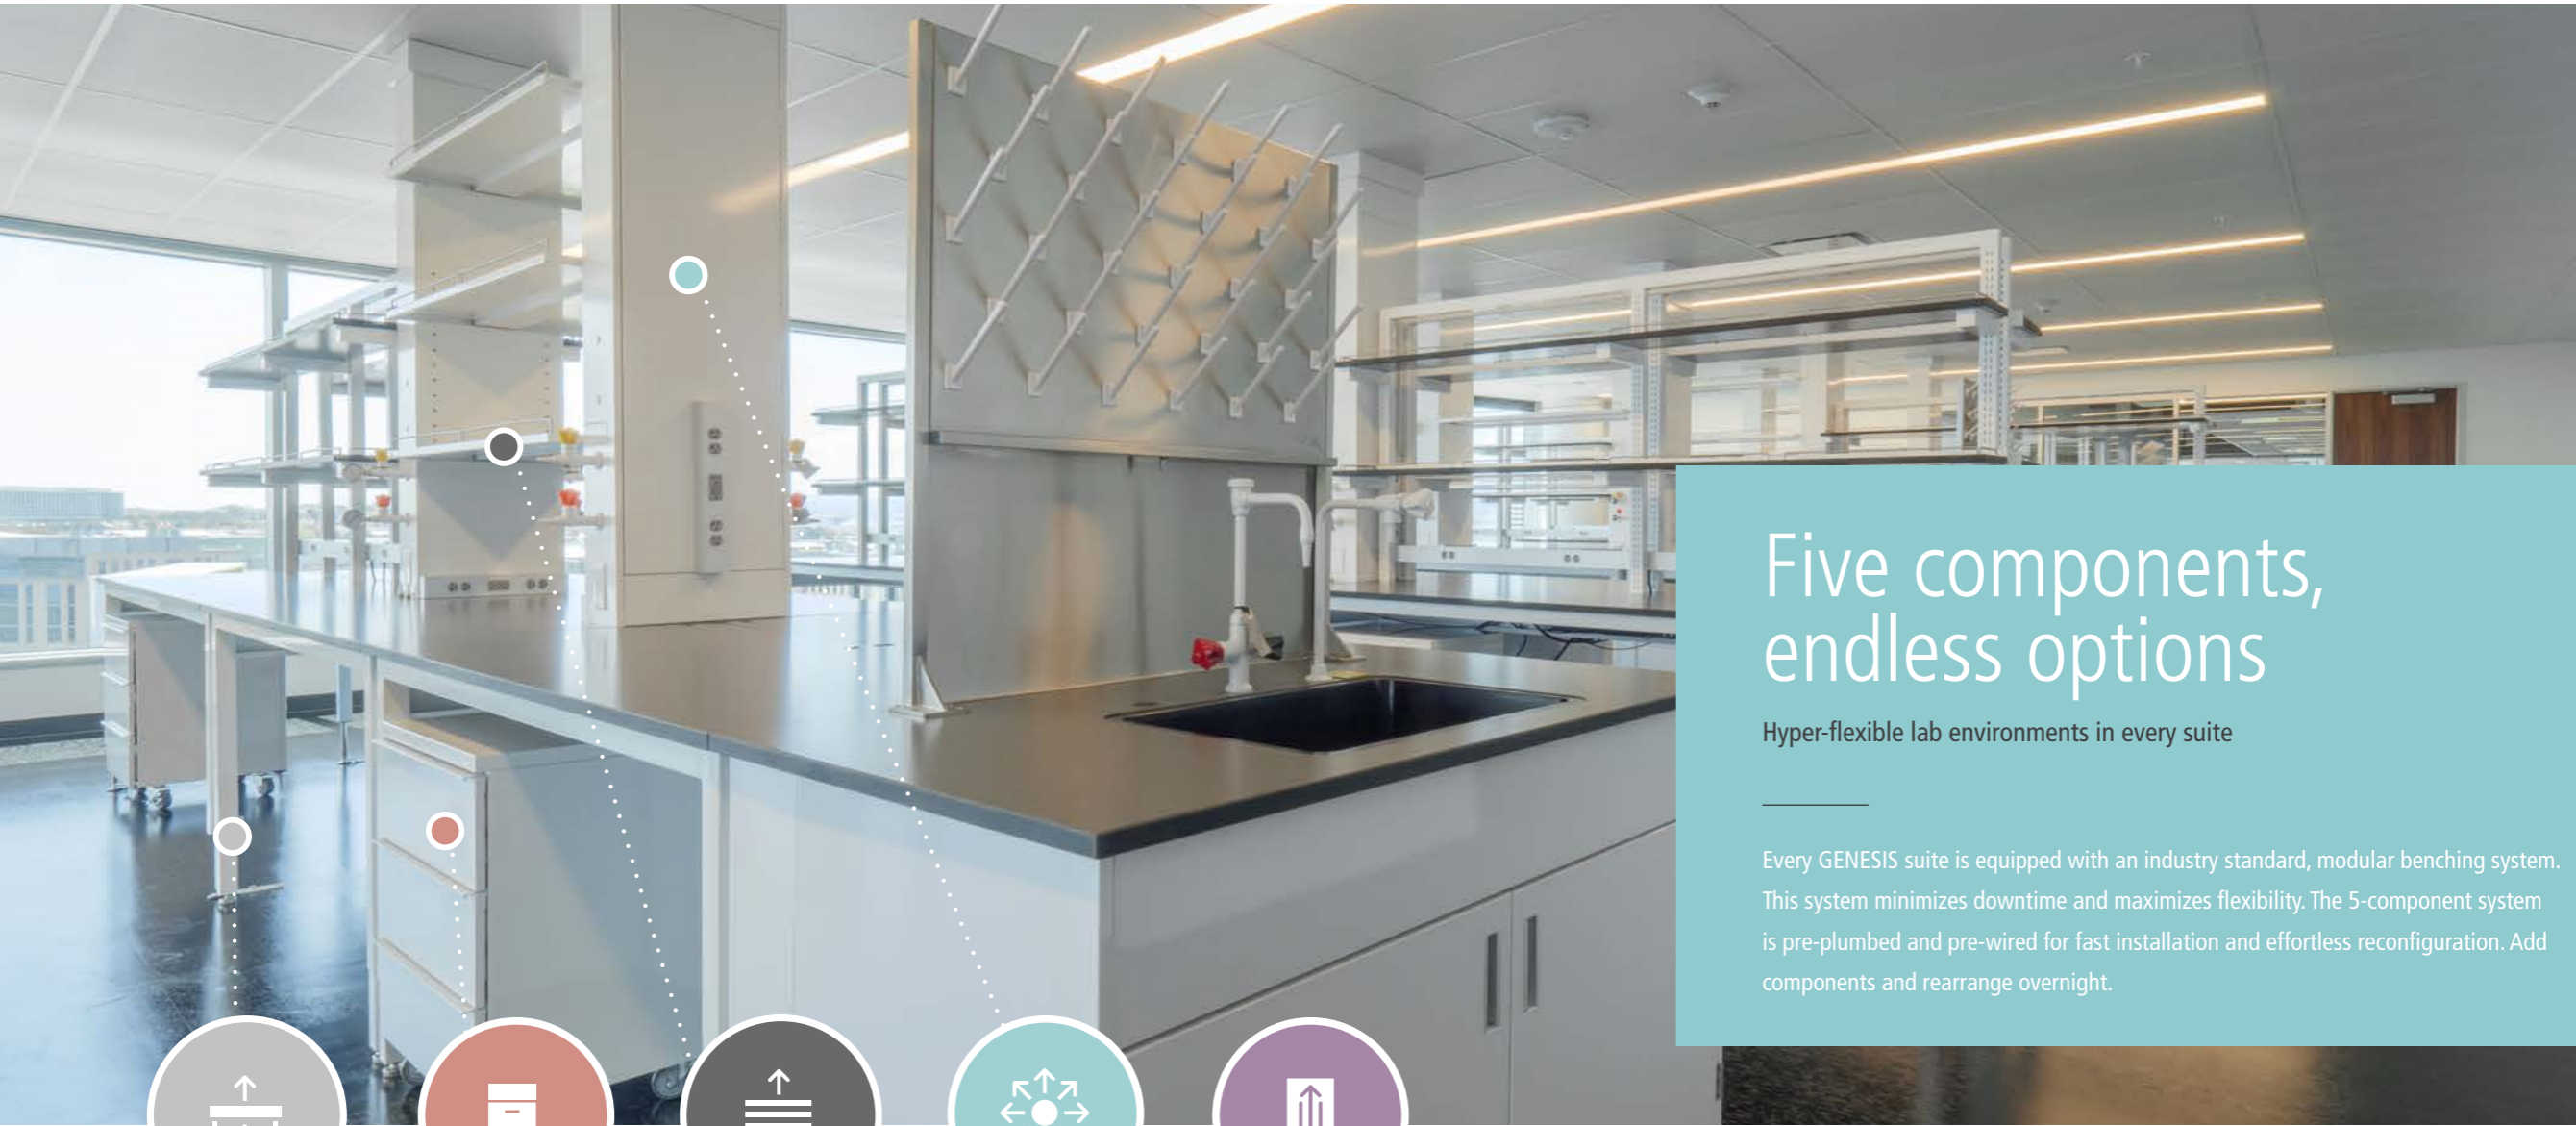 Five components,
endless options
Hyper-flexible lab environments in every suite
Every GENESIS suite is equipped with an industry standard, modular benching system.
This system minimizes downtime and maximizes flexibility. The 5-component system
is pre-plumbed and pre-wired for fast installation and effortless reconfiguration. Add
components and rearrange overnight.